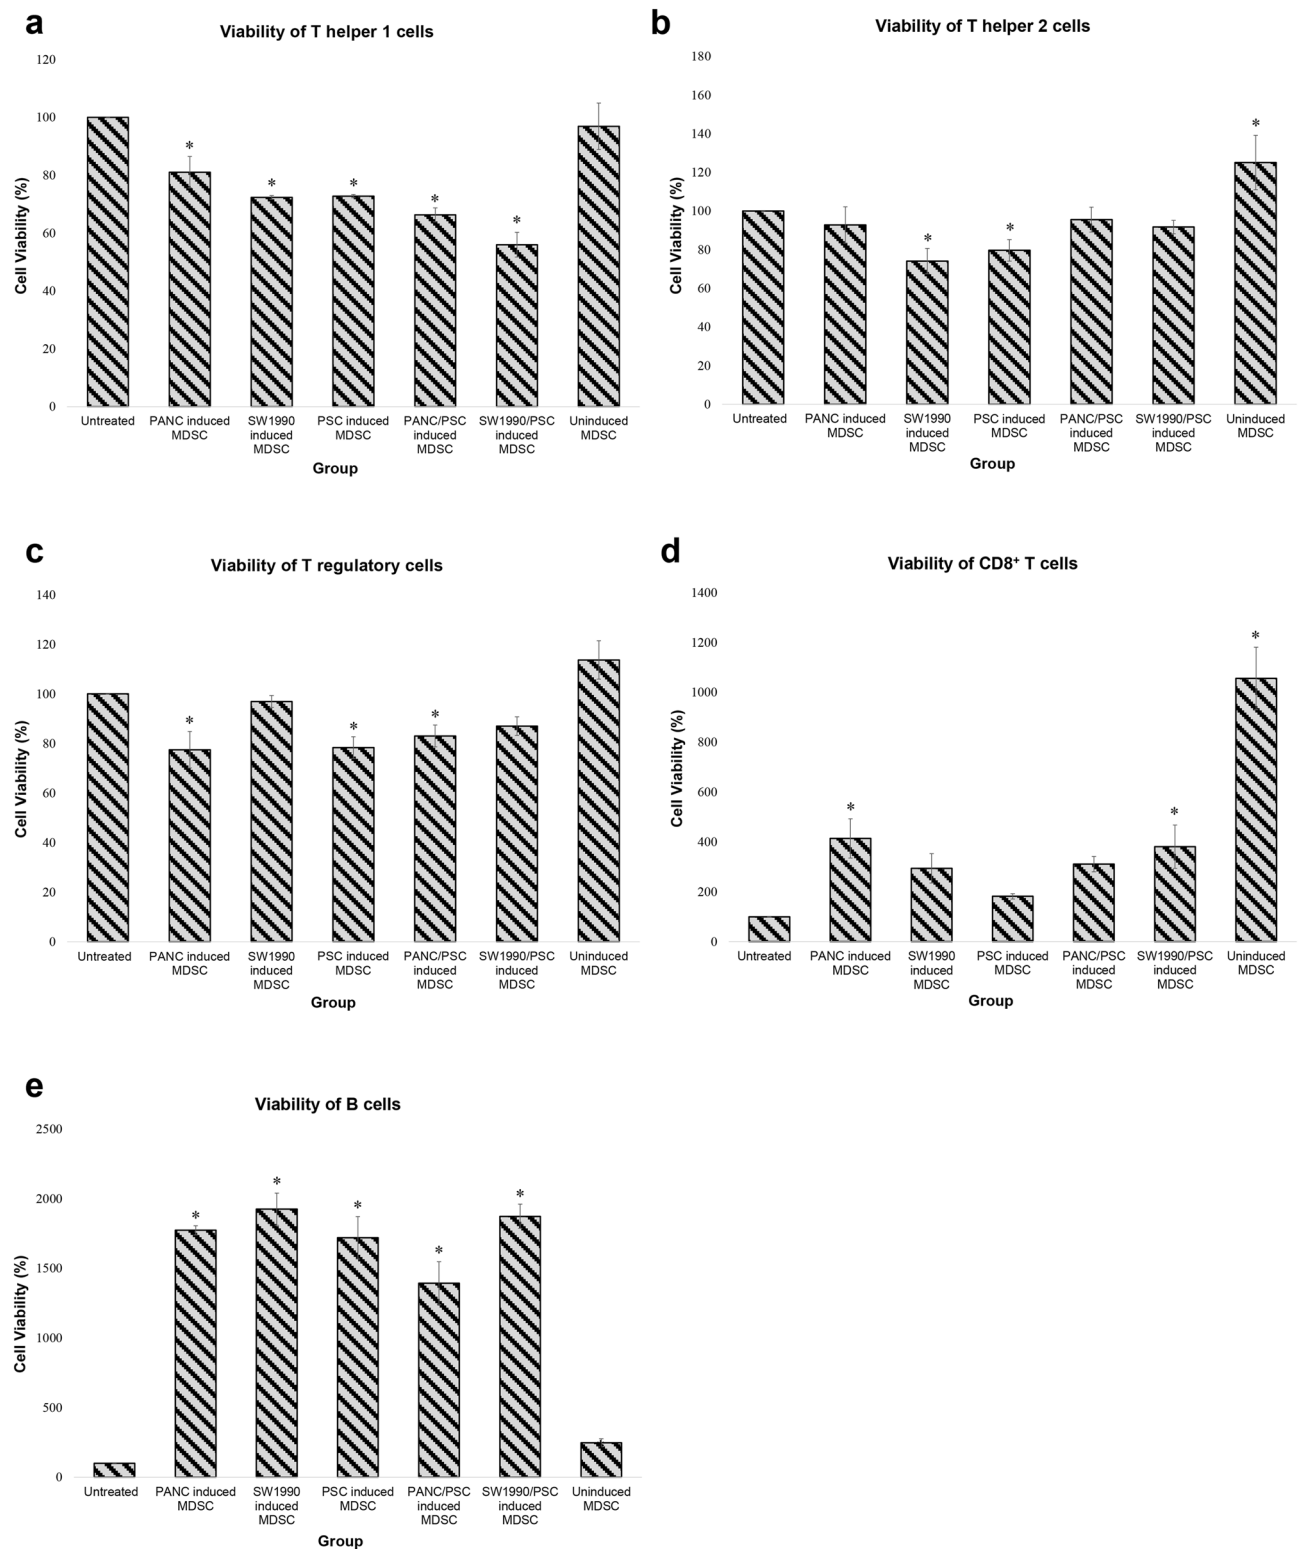 a
Viability of T helper 1 cells
120
100
80
60
40
20
0
Cell Viability (%)
*
*
*
*
*
Untreated
PANC induced
MDSC
SW1990
induced
MDSC
PSC induced
MDSC
PANC/PSC
induced
MDSC
SW1990/PSC
induced
MDSC
Uninduced
MDSC
Group
b
Viability of T helper 2 cells
180
160
140
120
100
80
60
40
20
0
Cell Viability (%)
*
*
*
Untreated
PANC induced
MDSC
SW1990
induced
MDSC
PSC induced
MDSC
PANC/PSC
induced
MDSC
SW1990/PSC
induced
MDSC
Uninduced
MDSC
Group
c
Viability of T regulatory cells
140
120
100
80
60
40
20
0
Cell Viability (%)
*
*
*
Untreated
PANC induced
MDSC
SW1990
induced
MDSC
PSC induced
MDSC
PANC/PSC
induced
MDSC
SW1990/PSC
induced
MDSC
Uninduced
MDSC
Group
d
Viability of CD8⁺ T cells
1400
1200
1000
800
600
400
200
0
Cell Viability (%)
*
*
*
Untreated
PANC induced
MDSC
SW1990
induced
MDSC
PSC induced
MDSC
PANC/PSC
induced
MDSC
SW1990/PSC
induced
MDSC
Uninduced
MDSC
Group
e
Viability of B cells
2500
2000
1500
1000
500
0
Cell Viability (%)
*
*
*
*
*
Untreated
PANC induced
MDSC
SW1990
induced
MDSC
PSC induced
MDSC
PANC/PSC
induced
MDSC
SW1990/PSC
induced
MDSC
Uninduced
MDSC
Group